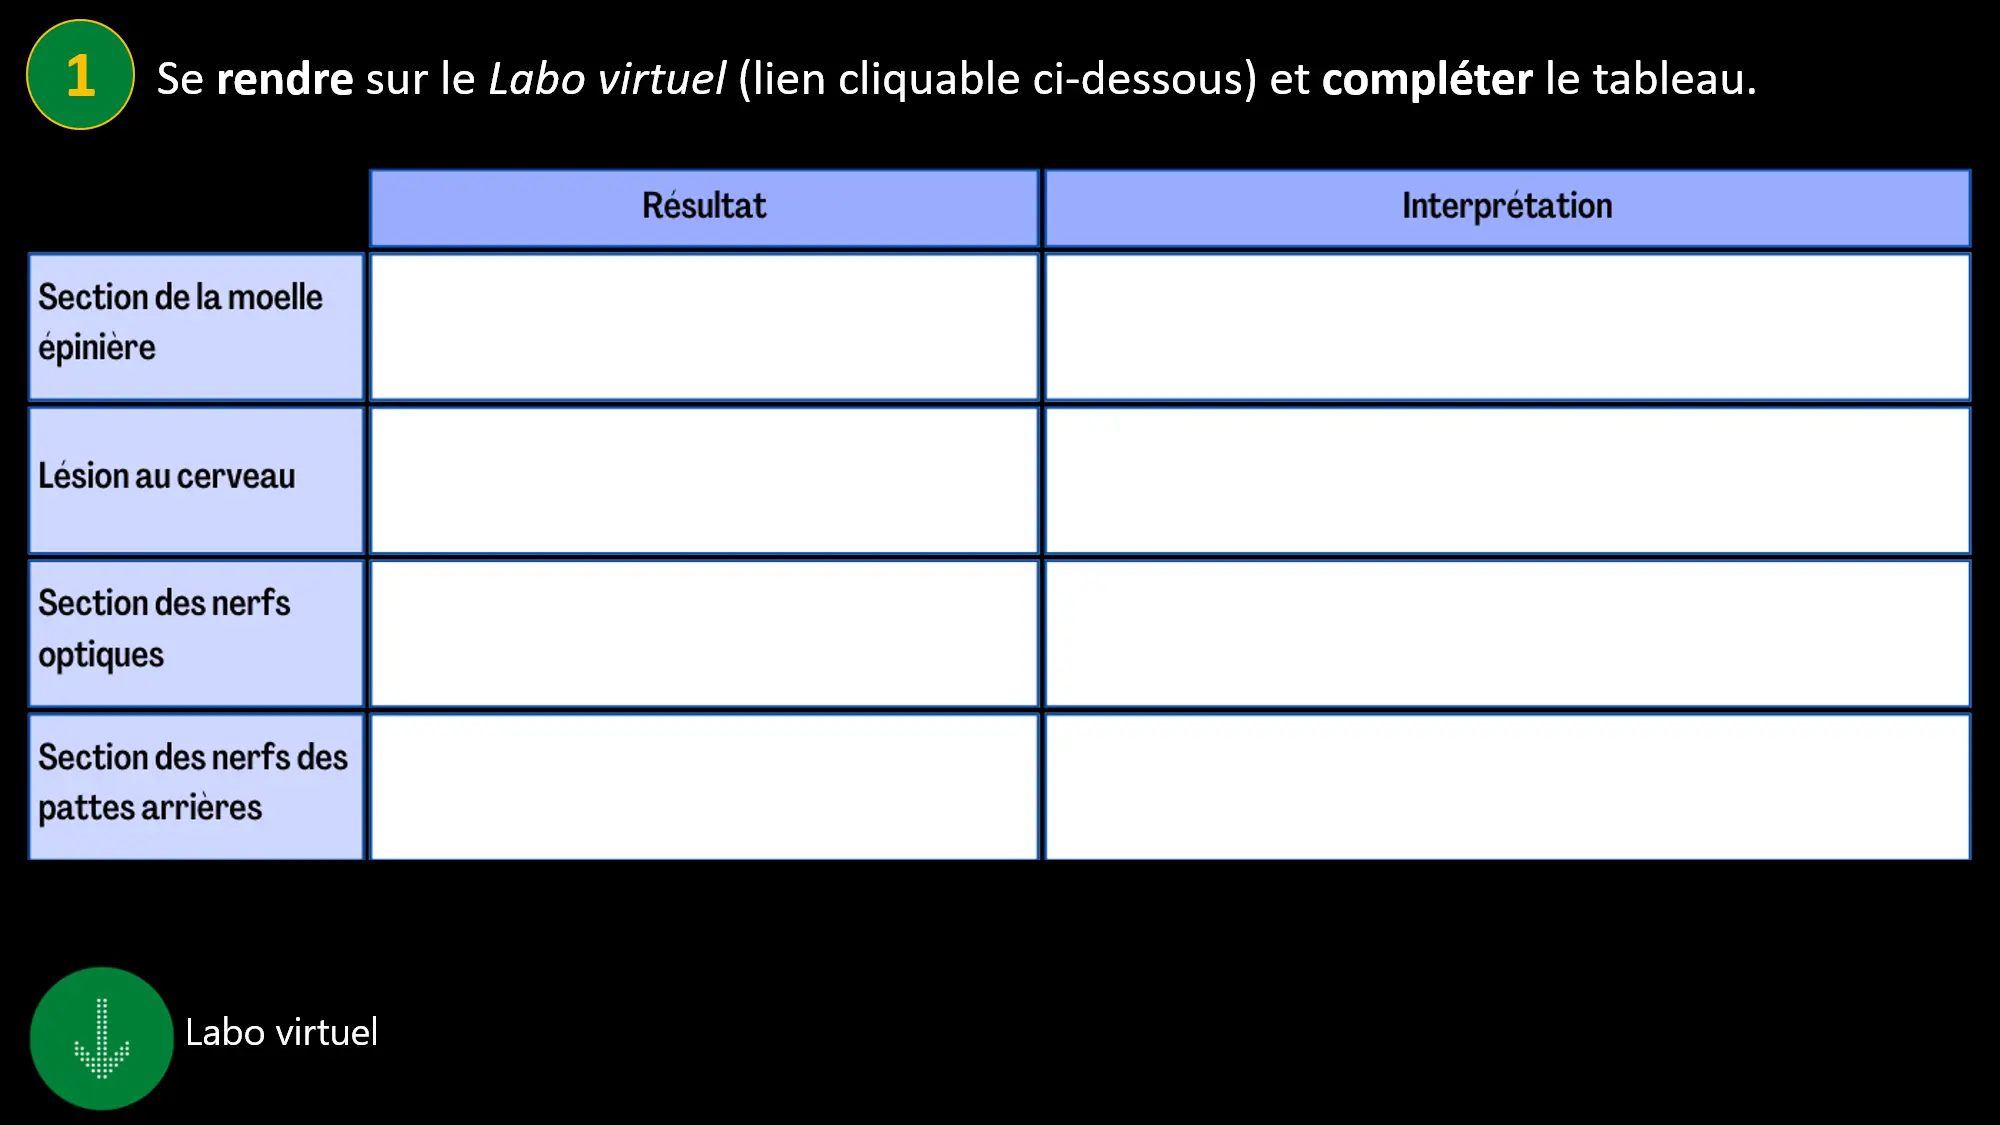 1
Se rendre sur le Labo virtuel (lien cliquable ci-dessous) et compléter le tableau.
Résultat
Interprétation
Section de la moelle
épinière
Lésion au cerveau
Section des nerfs
optiques
Section des nerfs des
pattes arrières
Labo virtuel